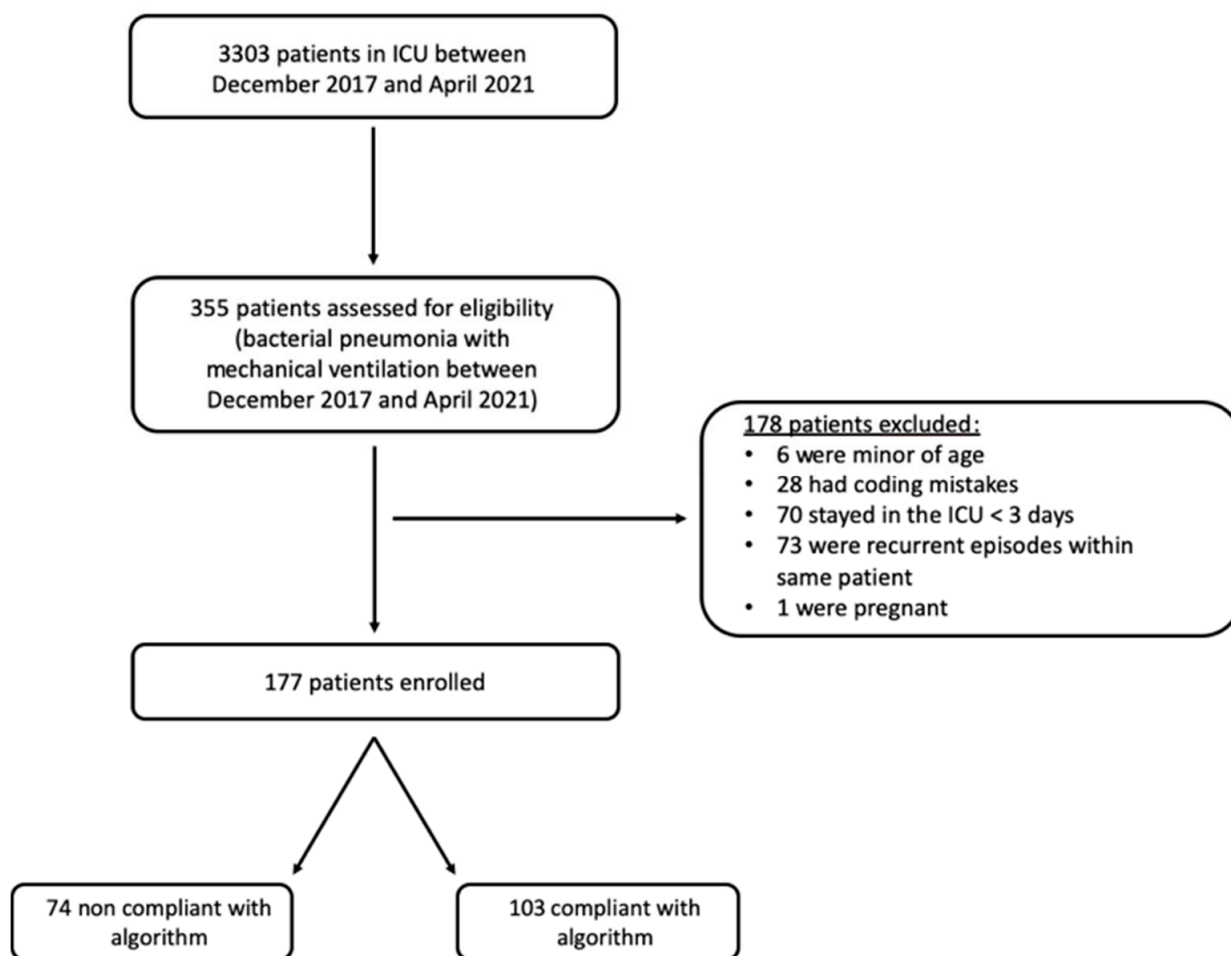 3303 patients in ICU between
December 2017 and April 2021
355 patients assessed for eligibility
(bacterial pneumonia with
mechanical ventilation between
December 2017 and April 2021)
178 patients excluded:
• 6 were minor of age
• 28 had coding mistakes
• 70 stayed in the ICU < 3 days
• 73 were recurrent episodes within
same patient
• 1 were pregnant
177 patients enrolled
74 non compliant with
algorithm
103 compliant with
algorithm